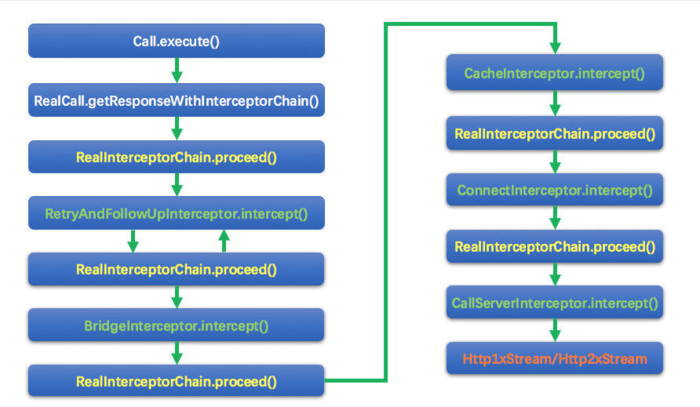 Call.execute()
RealCall.getResponseWithInterceptorChain()
RealInterceptorChain.proceed()
RetryAndFollowUpInterceptor.intercept()
RealInterceptorChain.proceed()
BridgeInterceptor.intercept()
RealInterceptorChain.proceed()
CacheInterceptor.intercept()
RealInterceptorChain.proceed()
ConnectInterceptor.intercept()
RealInterceptorChain.proceed()
CallServerInterceptor.intercept()
Http1xStream/Http2xStream